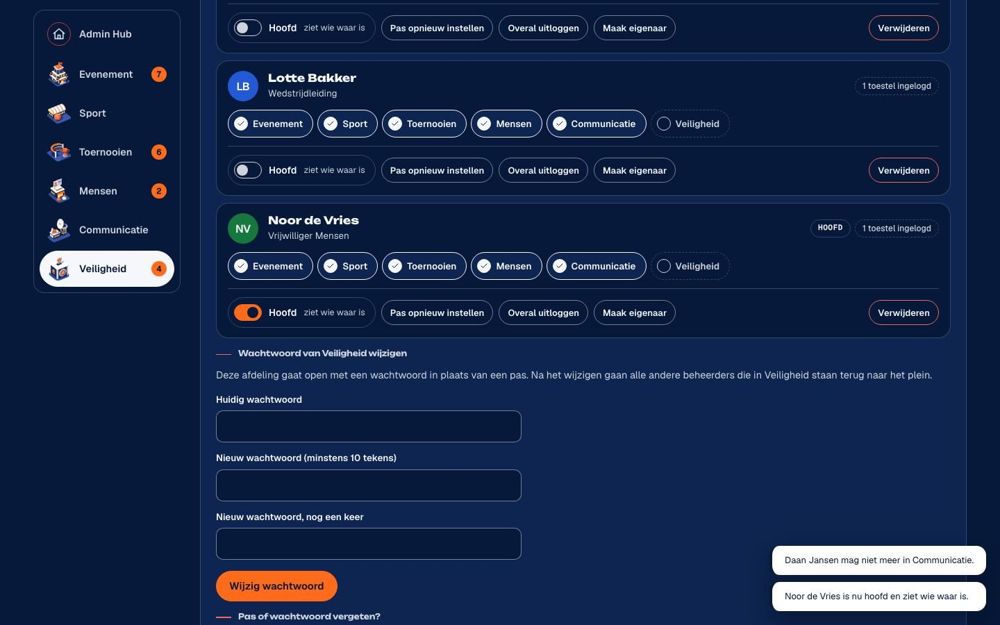 Admin Hub
Evenement 7
Sport
Toernooien 6
Mensen 2
Communicatie
Veiligheid 4
Hoofd ziet wie waar is Pas opnieuw instellen Overal uitloggen Maak eigenaar Verwijderen
LB Lotte Bakker
Wedstrijdleiding
1 toestel ingelogd
Evenement Sport Toernooien Mensen Communicatie Veiligheid
Hoofd ziet wie waar is Pas opnieuw instellen Overal uitloggen Maak eigenaar Verwijderen
NV Noor de Vries
Vrijwilliger Mensen
HOOFD 1 toestel ingelogd
Evenement Sport Toernooien Mensen Communicatie Veiligheid
Hoofd ziet wie waar is Pas opnieuw instellen Overal uitloggen Maak eigenaar Verwijderen
Wachtwoord van Veiligheid wijzigen
Deze afdeling gaat open met een wachtwoord in plaats van een pas. Na het wijzigen gaan alle andere beheerders die in Veiligheid staan terug naar het plein.
Huidig wachtwoord
Nieuw wachtwoord (minstens 10 tekens)
Nieuw wachtwoord, nog een keer
Wijzig wachtwoord
Pas of wachtwoord vergeten?
Daan Jansen mag niet meer in Communicatie.
Noor de Vries is nu hoofd en ziet wie waar is.